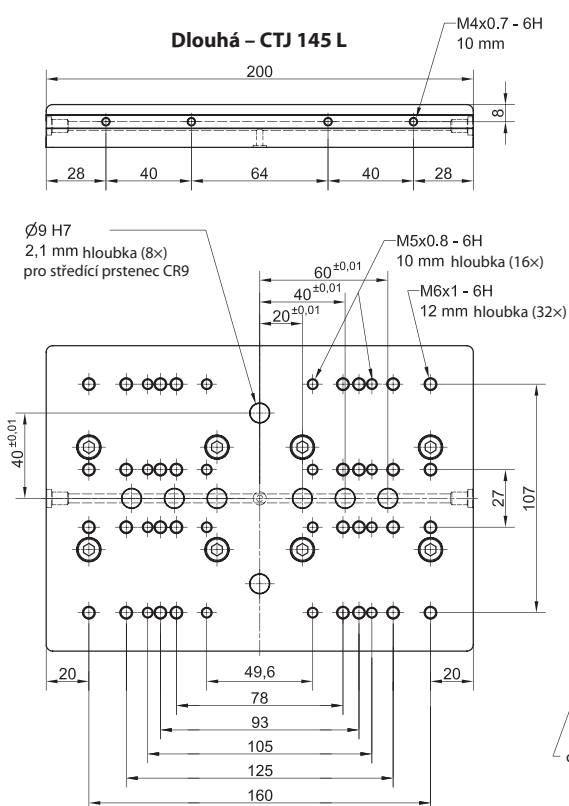 Dlouhá – CTJ 145 L
M4x0.7 - 6H
10 mm
200
8
28
40
64
40
28
Ø9 H7
2,1 mm hloubka (8×)
pro středící prstenec CR9
M5x0.8 - 6H
10 mm hloubka (16×)
M6x1 - 6H
12 mm hloubka (32×)
60±0,01
40±0,01
20±0,01
40±0,01
27
107
20
49,6
20
78
93
105
125
160